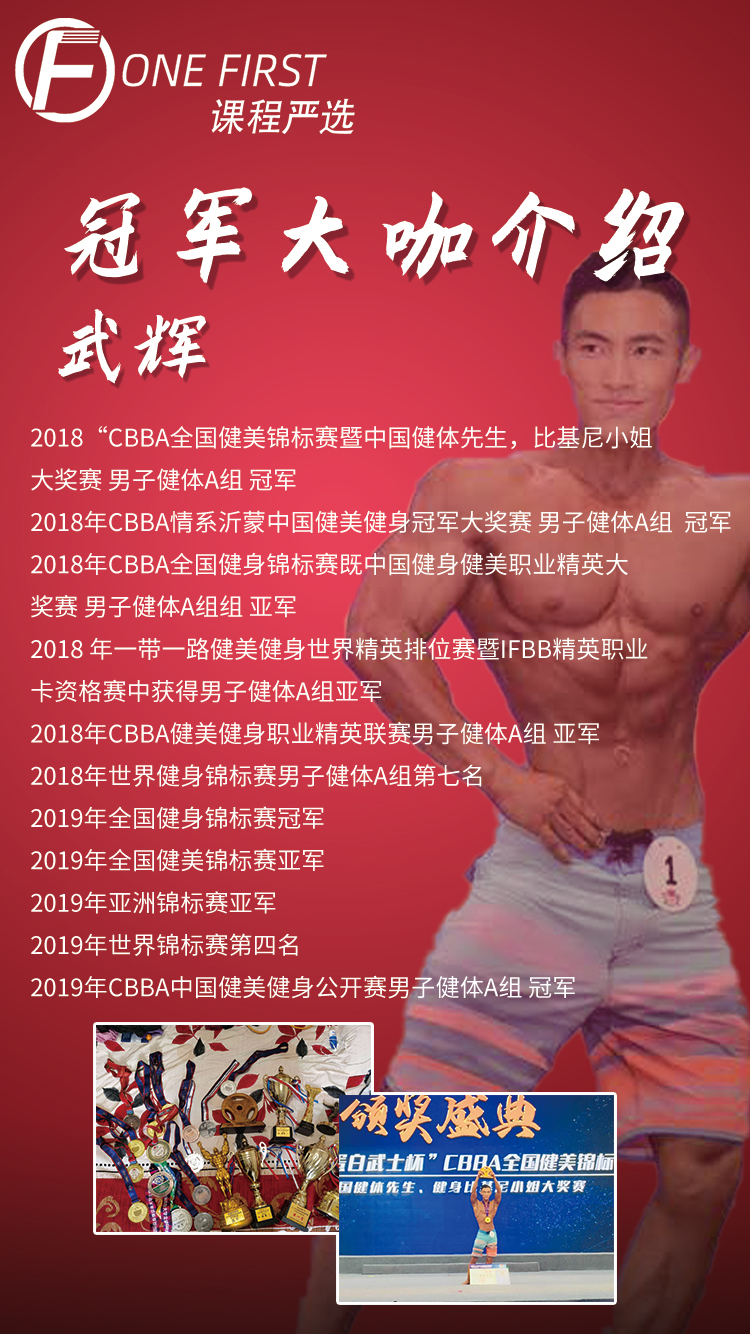 F ONE FIRST
课程严选
冠军大咖介绍
武辉
2018“CBBA全国健美锦标赛暨中国健体先生，比基尼小姐
大奖赛 男子健体A组 冠军
2018年CBBA情系沂蒙中国健美健身冠军大奖赛 男子健体A组 冠军
2018年CBBA全国健身锦标赛既中国健身健美职业精英大
奖赛 男子健体A组组 亚军
2018 年一带一路健美健身世界精英排位赛暨IFBB精英职业
卡资格赛中获得男子健体A组亚军
2018年CBBA健美健身职业精英联赛男子健体A组 亚军
2018年世界健身锦标赛男子健体A组第七名
2019年全国健身锦标赛冠军
2019年全国健美锦标赛亚军
2019年亚洲锦标赛亚军
2019年世界锦标赛第四名
2019年CBBA中国健美健身公开赛男子健体A组 冠军
1
颁奖盛典
蛋白武士杯”CBBA全国健美锦标
国健体先生、健身比基尼小姐大奖赛